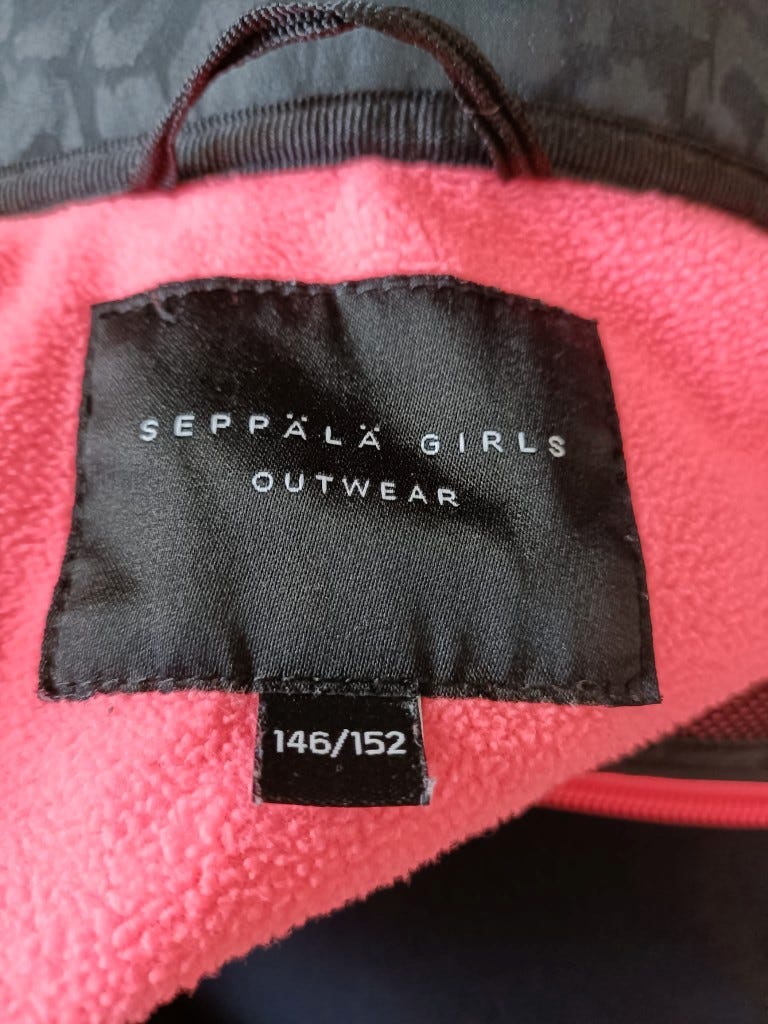 SEPPÄLÄ GIRLS
OUTWEAR
146/152